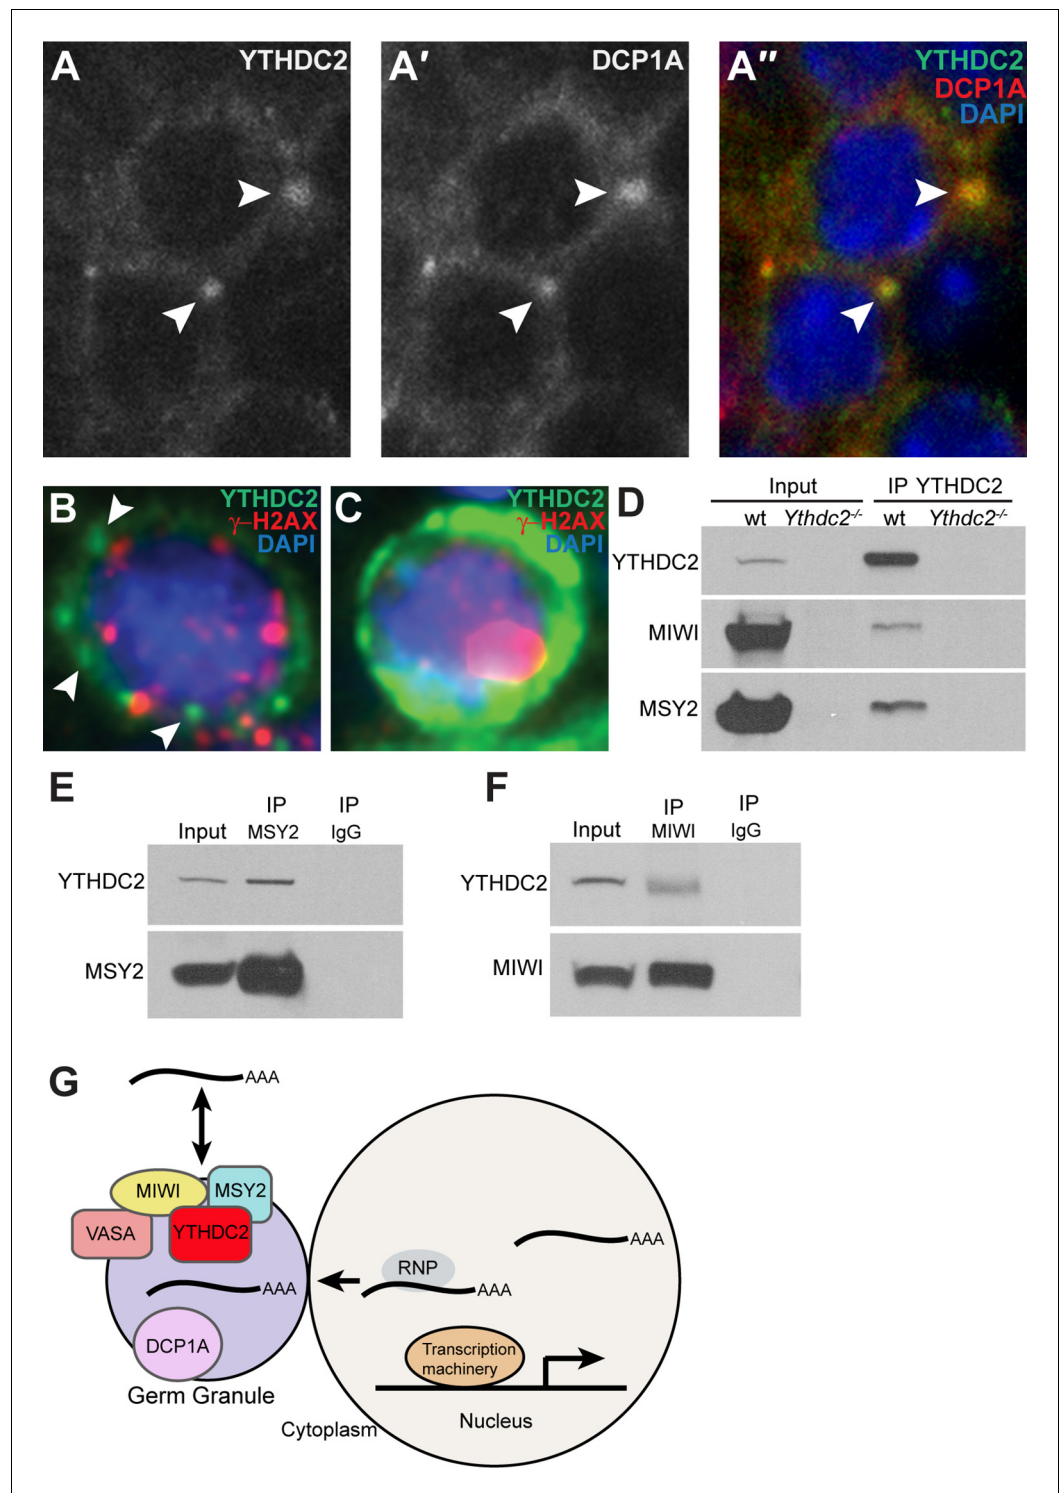 A YTHDC2
A′ DCP1A
A″ YTHDC2
DCP1A
DAPI
B YTHDC2
γ–H2AX
DAPI
C YTHDC2
γ–H2AX
DAPI
D
Input IP YTHDC2
wt Ythdc2-/- wt Ythdc2-/-
YTHDC2
MIWI
MSY2
E
Input IP MSY2 IP IgG
YTHDC2
MSY2
F
Input IP MIWI IP IgG
YTHDC2
MIWI
G
AAA
MIWI MSY2
VASA YTHDC2
AAA
DCP1A
Germ Granule
AAA
RNP
AAA
Transcription
machinery
Nucleus
Cytoplasm